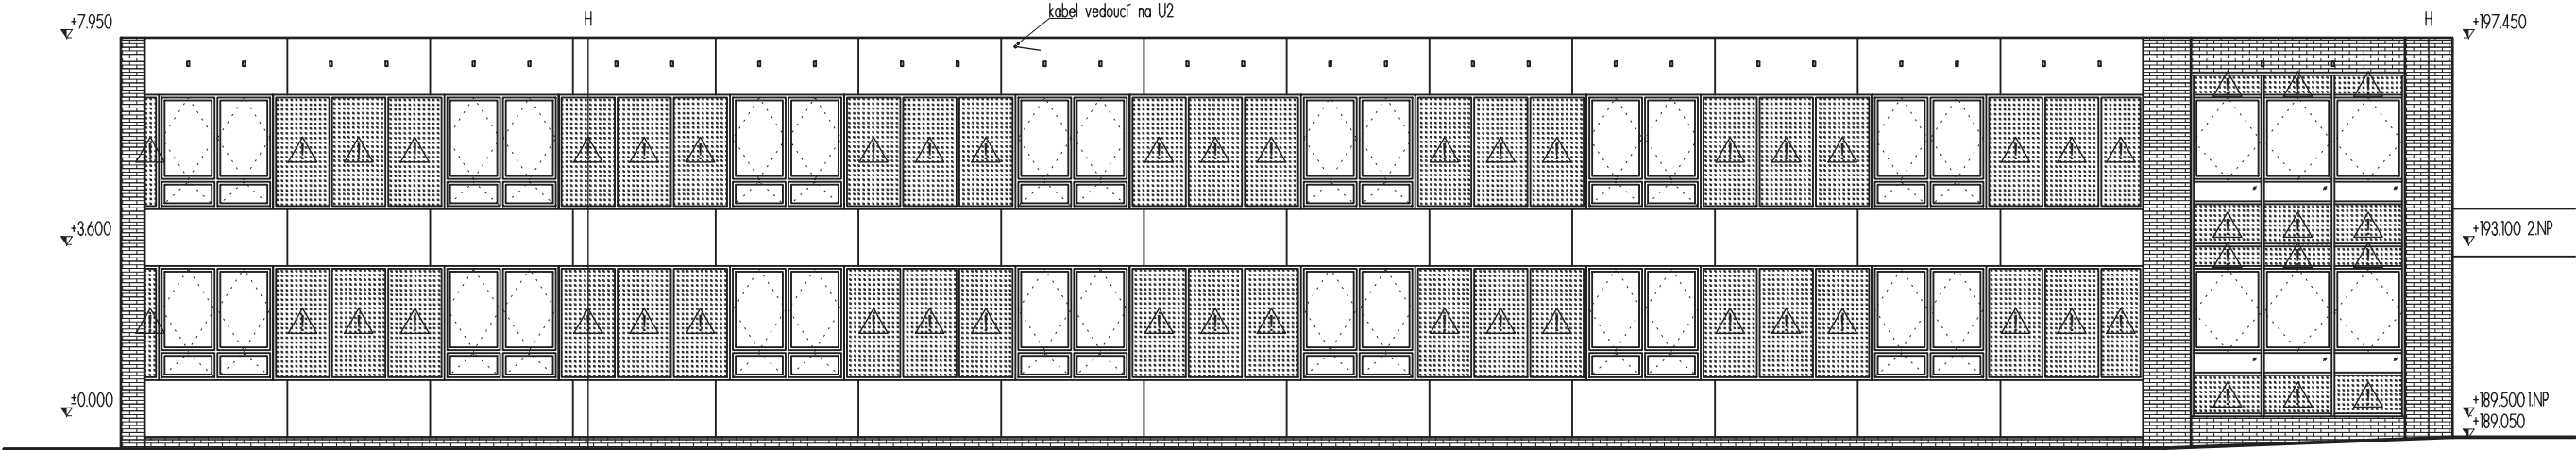 kabel vedoucí na U2
+7.950
H
H
+197.450
+3.600
+193.100 2.NP
±0.000
+189.500 1.NP
+189.050